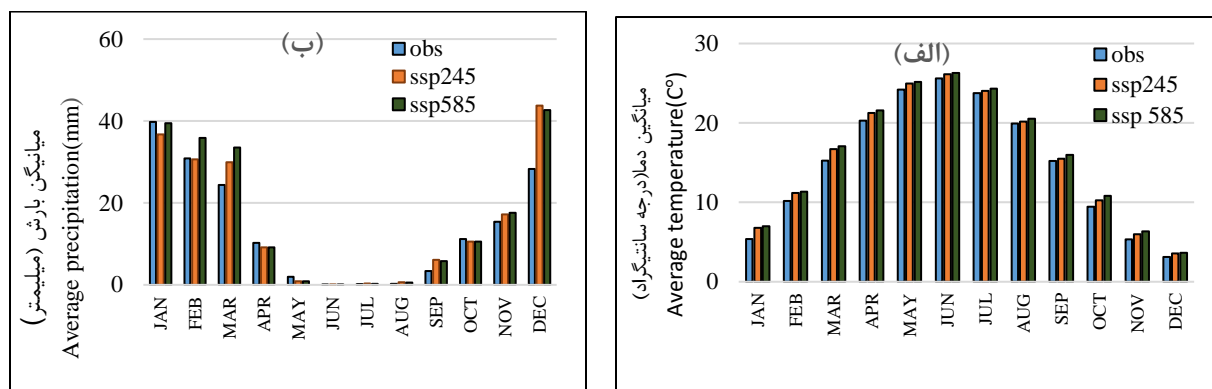 (ب)
obs
ssp245
ssp585
60
40
20
0
میانیگن بارش (میلیمتر)
Average precipitation(mm)
JAN
FEB
MAR
APR
MAY
JUN
JUL
AUG
SEP
OCT
NOV
DEC
(الف)
obs
ssp245
ssp 585
30
20
10
0
میانگین دما(درجه سانتیگراد)
Average temperature(C°)
JAN
FEB
MAR
APR
MAY
JUN
JUL
AUG
SEP
OCT
NOV
DEC